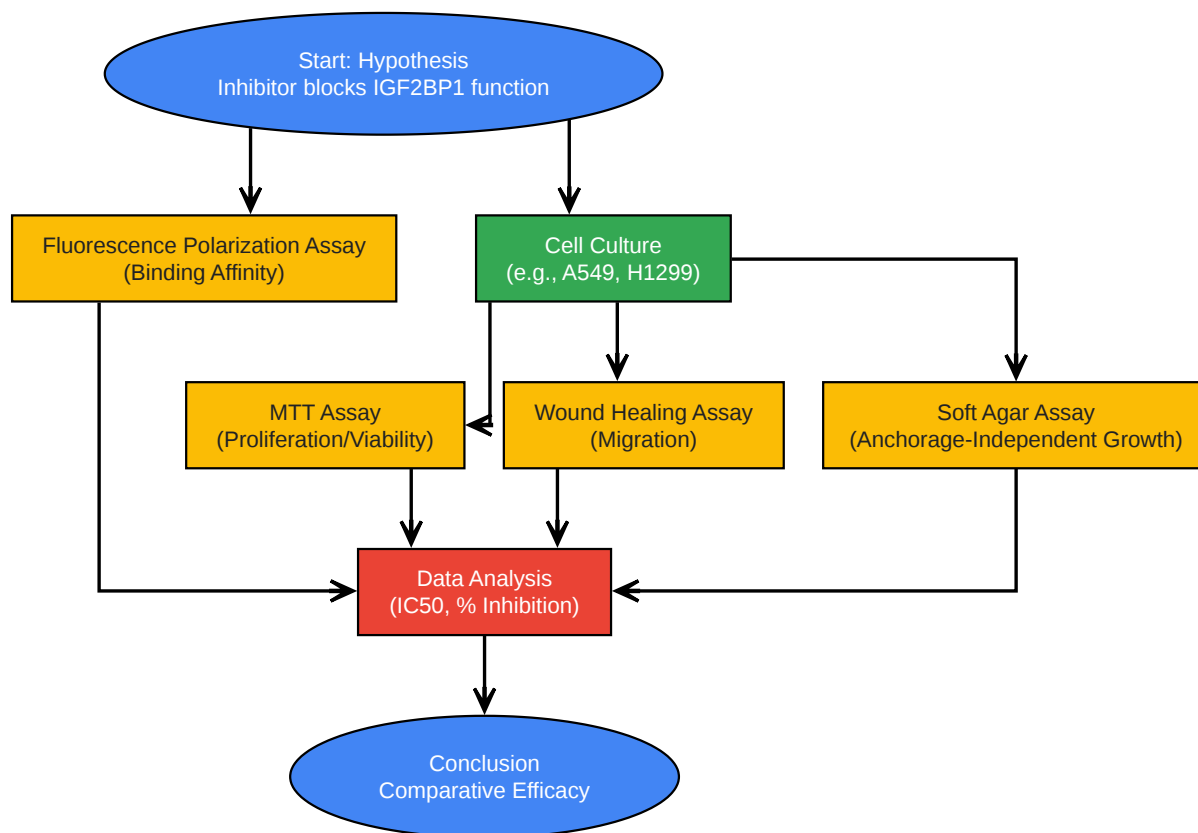 Start: Hypothesis
Inhibitor blocks IGF2BP1 function
Fluorescence Polarization Assay
(Binding Affinity)
Cell Culture
(e.g., A549, H1299)
MTT Assay
(Proliferation/Viability)
Wound Healing Assay
(Migration)
Soft Agar Assay
(Anchorage-Independent Growth)
Data Analysis
(IC50, % Inhibition)
Conclusion
Comparative Efficacy